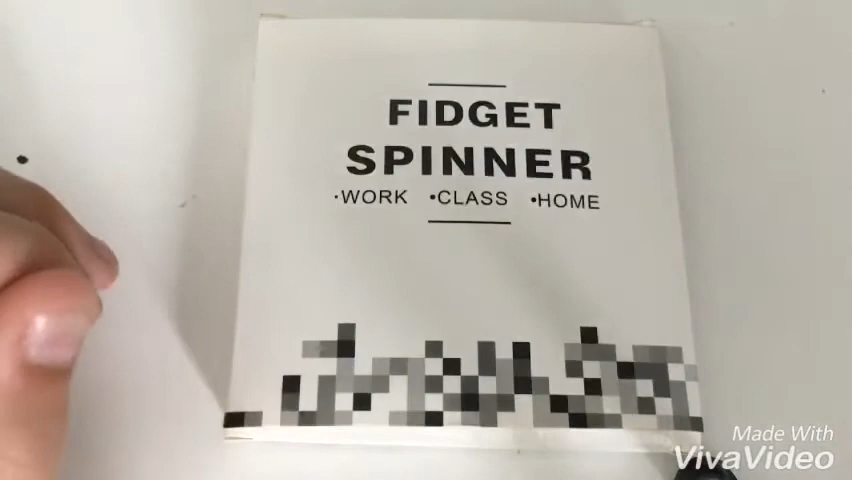 FIDGET
SPINNER
·WORK •CLASS •HOME
Made With
VivaVideo